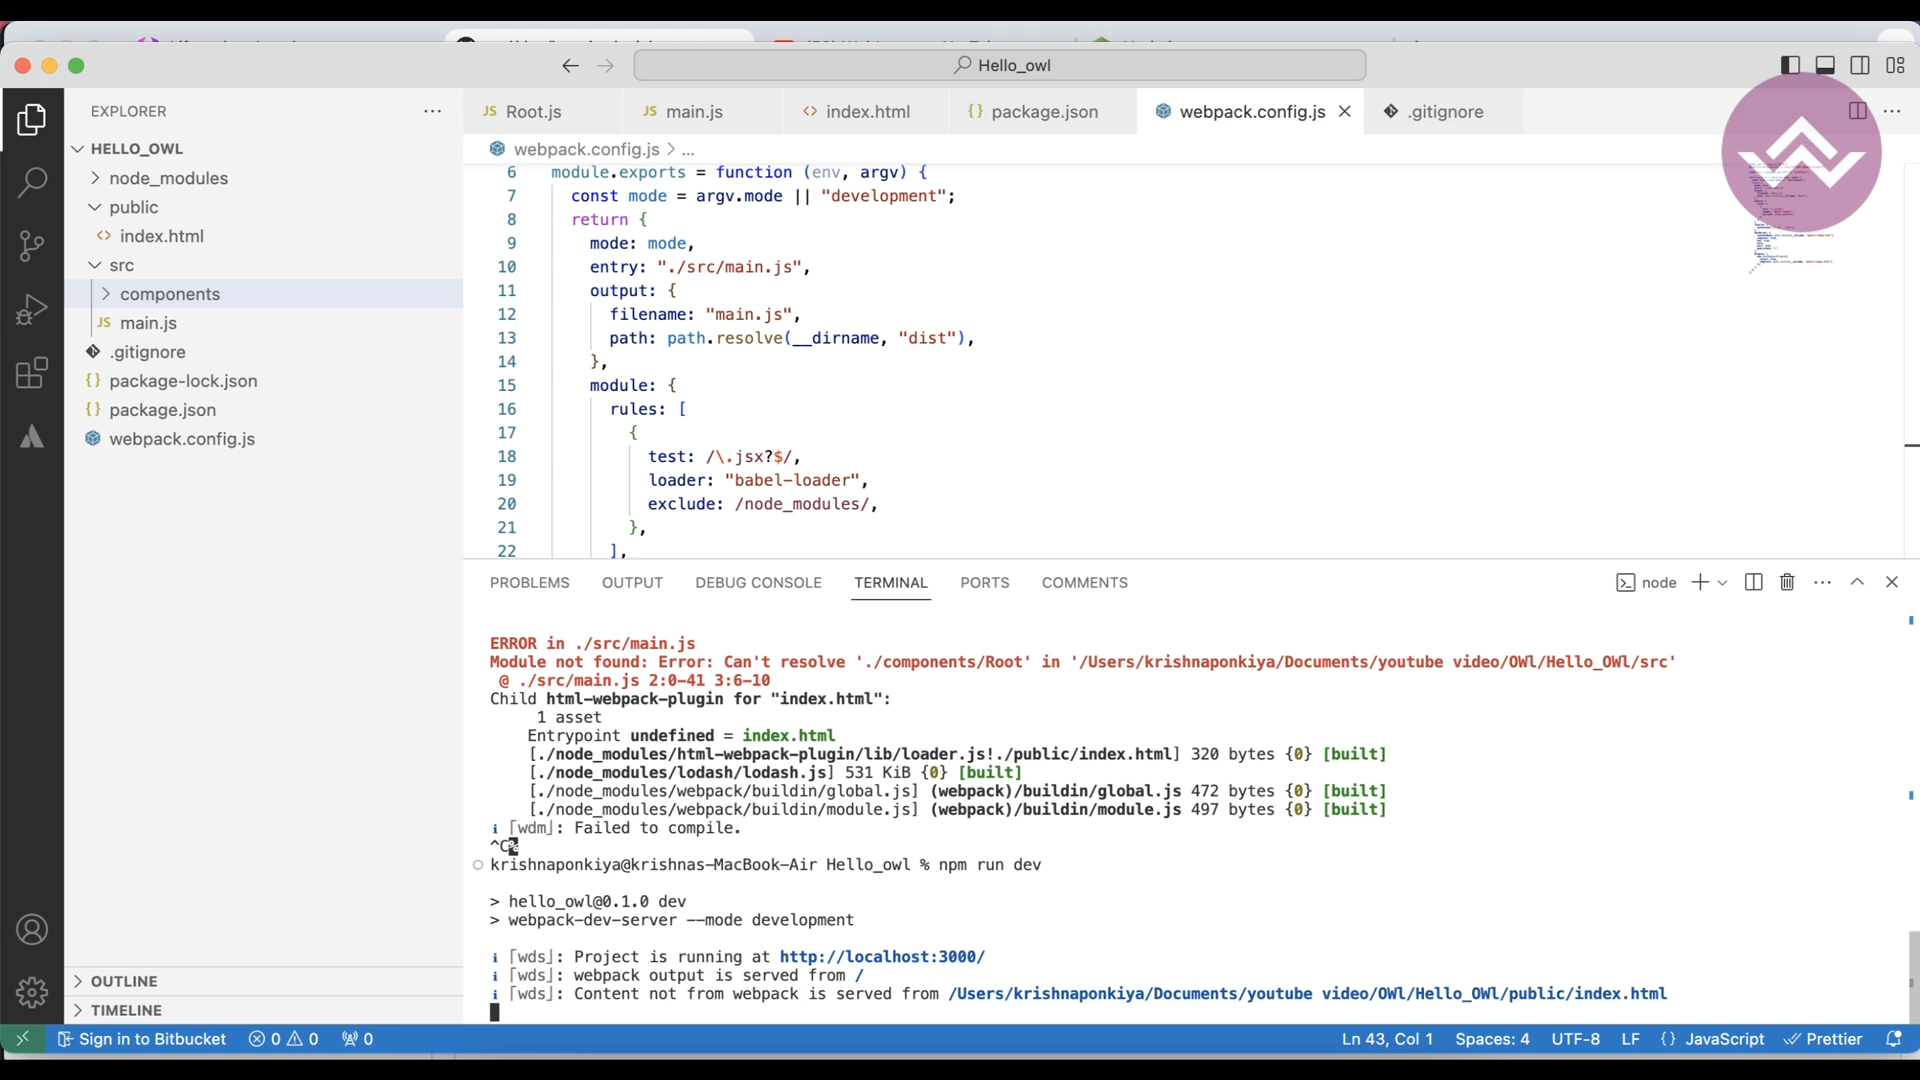 Hello_owl
EXPLORER
HELLO_OWL
node_modules
public
index.html
src
components
main.js
.gitignore
package-lock.json
package.json
webpack.config.js
OUTLINE
TIMELINE
Root.js
main.js
index.html
package.json
webpack.config.js
.gitignore
webpack.config.js > ...
6 module.exports = function (env, argv) {
7 const mode = argv.mode || "development";
8 return {
9 mode: mode,
10 entry: "./src/main.js",
11 output: {
12 filename: "main.js",
13 path: path.resolve(__dirname, "dist"),
14 },
15 module: {
16 rules: [
17 {
18 test: /\.jsx?$/,
19 loader: "babel-loader",
20 exclude: /node_modules/,
21 },
22 ],
PROBLEMS OUTPUT DEBUG CONSOLE TERMINAL PORTS COMMENTS
node
ERROR in ./src/main.js
Module not found: Error: Can't resolve './components/Root' in '/Users/krishnaponkiya/Documents/youtube video/OWl/Hello_OWl/src'
@ ./src/main.js 2:0-41 3:6-10
Child html-webpack-plugin for "index.html":
1 asset
Entrypoint undefined = index.html
[./node_modules/html-webpack-plugin/lib/loader.js!./public/index.html] 320 bytes {0} [built]
[./node_modules/lodash/lodash.js] 531 KiB {0} [built]
[./node_modules/webpack/buildin/global.js] (webpack)/buildin/global.js 472 bytes {0} [built]
[./node_modules/webpack/buildin/module.js] (webpack)/buildin/module.js 497 bytes {0} [built]
i ｢wdm｣: Failed to compile.
^C%
krishnaponkiya@krishnas-MacBook-Air Hello_owl % npm run dev
> hello_owl@0.1.0 dev
> webpack-dev-server --mode development
i ｢wds｣: Project is running at http://localhost:3000/
i ｢wds｣: webpack output is served from /
i ｢wds｣: Content not from webpack is served from /Users/krishnaponkiya/Documents/youtube video/OWl/Hello_OWl/public/index.html
Sign in to Bitbucket 0 0 0 Ln 43, Col 1 Spaces: 4 UTF-8 LF {} JavaScript Prettier